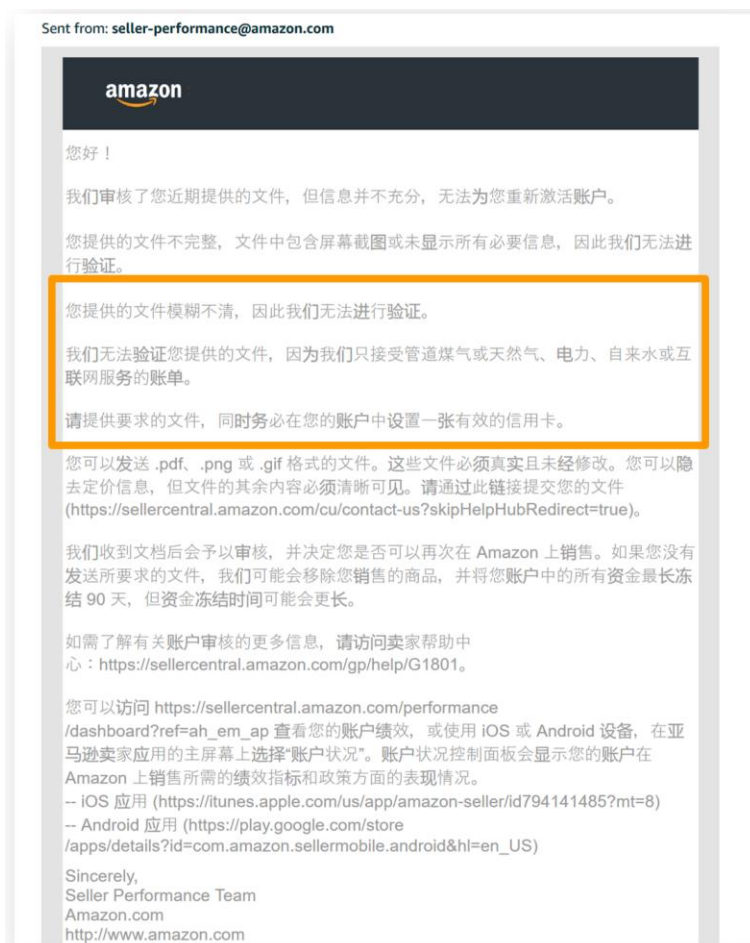 Sent from: seller-performance@amazon.com
amazon
您好！
我们审核了您近期提供的文件，但信息并不充分，无法为您重新激活账户。
您提供的文件不完整，文件中包含屏幕截图或未显示所有必要信息，因此我们无法进
行验证。
您提供的文件模糊不清，因此我们无法进行验证。
我们无法验证您提供的文件，因为我们只接受管道煤气或天然气、电力、自来水或互
联网服务的账单。
请提供要求的文件，同时务必在您的账户中设置一张有效的信用卡。
您可以发送 .pdf、.png 或 .gif 格式的文件。这些文件必须真实且未经修改。您可以隐
去定价信息，但文件的其余内容必须清晰可见。请通过此链接提交您的文件
(https://sellercentral.amazon.com/cu/contact-us?skipHelpHubRedirect=true)。
我们收到文档后会予以审核，并决定您是否可以再次在 Amazon 上销售。如果您没有
发送所要求的文件，我们可能会移除您销售的商品，并将您账户中的所有资金最长冻
结 90 天，但资金冻结时间可能会更长。
如需了解有关账户审核的更多信息，请访问卖家帮助中
心：https://sellercentral.amazon.com/gp/help/G1801。
您可以访问 https://sellercentral.amazon.com/performance
/dashboard?ref=ah_em_ap 查看您的账户绩效，或使用 iOS 或 Android 设备，在亚
马逊卖家应用的主屏幕上选择“账户状况”。账户状况控制面板会显示您的账户在
Amazon 上销售所需的绩效指标和政策方面的表现情况。
-- iOS 应用 (https://itunes.apple.com/us/app/amazon-seller/id794141485?mt=8)
-- Android 应用 (https://play.google.com/store
/apps/details?id=com.amazon.sellermobile.android&hl=en_US)
Sincerely,
Seller Performance Team
Amazon.com
http://www.amazon.com